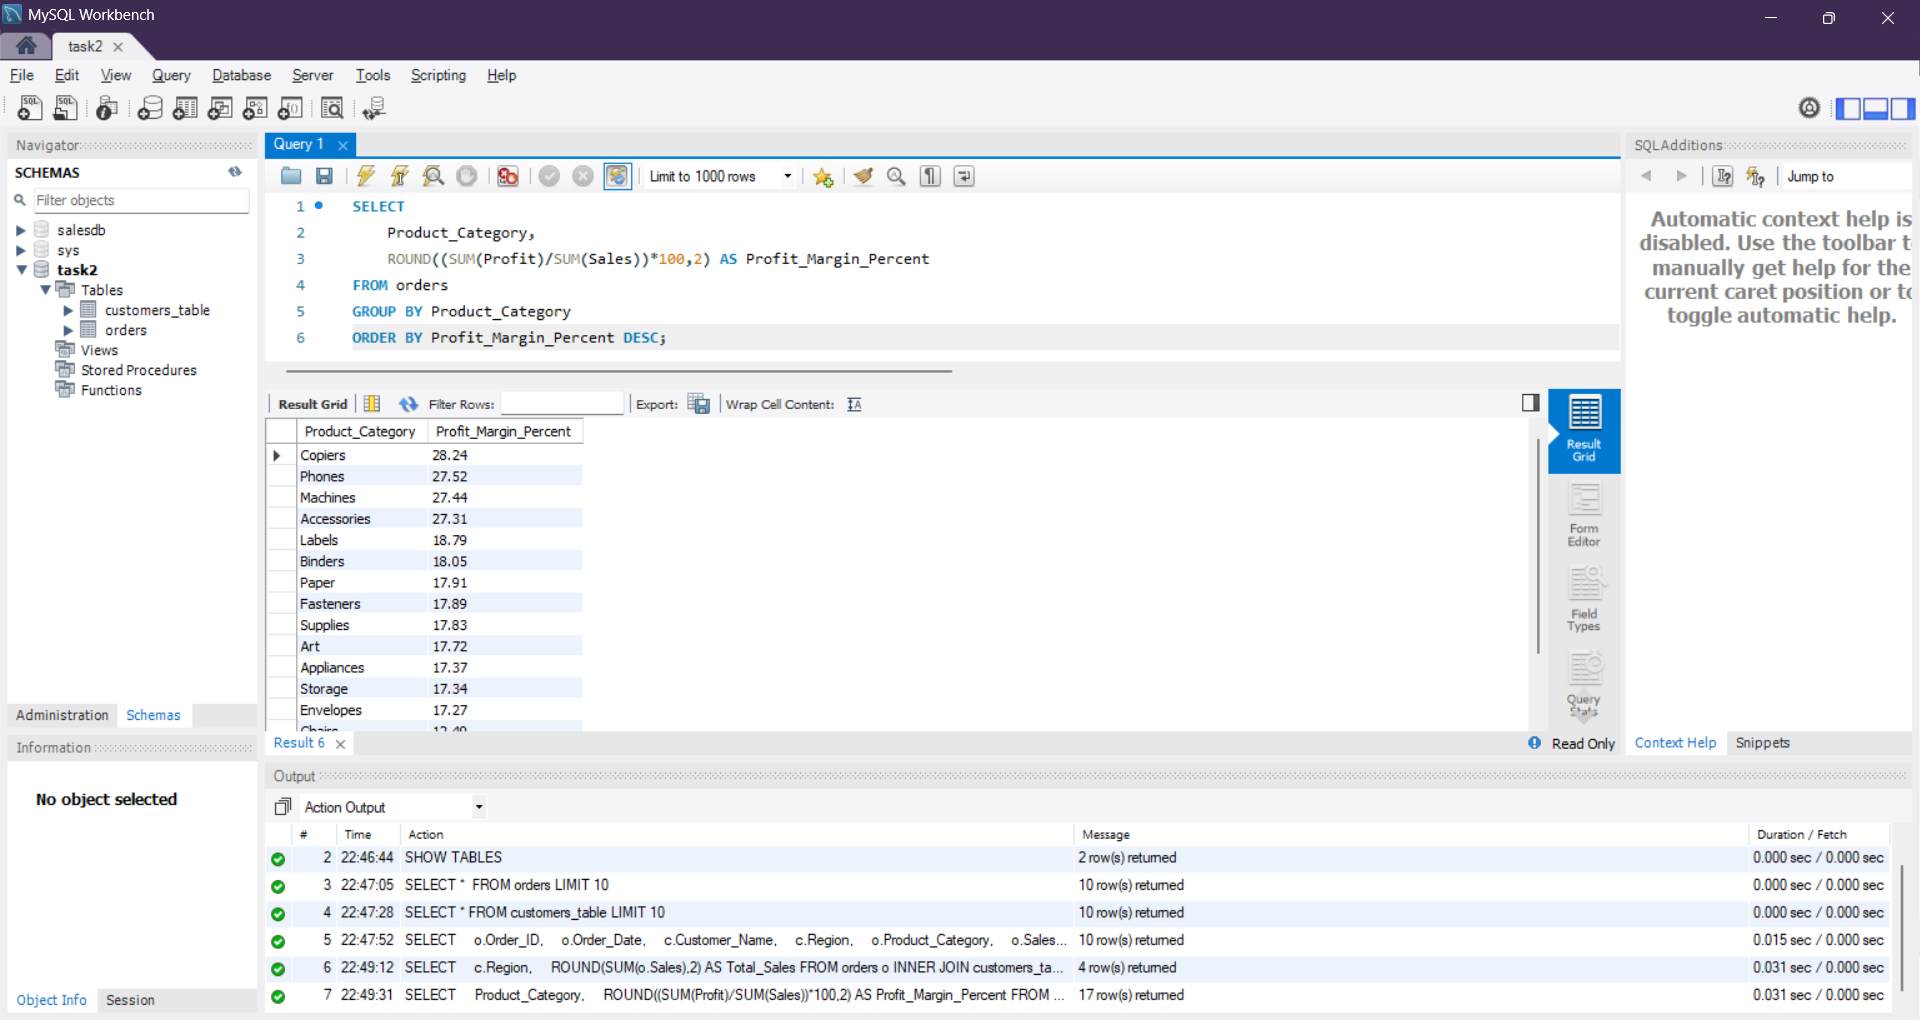 MySQL Workbench
task2
File Edit View Query Database Server Tools Scripting Help
Navigator
SCHEMAS
Filter objects
salesdb
sys
task2
Tables
customers_table
orders
Views
Stored Procedures
Functions
Administration Schemas
Information
No object selected
Object Info Session
Query 1
Limit to 1000 rows
1 SELECT
2 Product_Category,
3 ROUND((SUM(Profit)/SUM(Sales))*100,2) AS Profit_Margin_Percent
4 FROM orders
5 GROUP BY Product_Category
6 ORDER BY Profit_Margin_Percent DESC;
Result Grid Filter Rows: Export: Wrap Cell Content:
Product_Category Profit_Margin_Percent
Copiers 28.24
Phones 27.52
Machines 27.44
Accessories 27.31
Labels 18.79
Binders 18.05
Paper 17.91
Fasteners 17.89
Supplies 17.83
Art 17.72
Appliances 17.37
Storage 17.34
Envelopes 17.27
Chairs
Result
Grid
Form
Editor
Field
Types
Query
Stats
Result 6
Read Only
SQLAdditions
Jump to
Automatic context help is
disabled. Use the toolbar t
manually get help for the
current caret position or to
toggle automatic help.
Context Help Snippets
Output
Action Output
# Time Action Message Duration / Fetch
2 22:46:44 SHOW TABLES 2 row(s) returned 0.000 sec / 0.000 sec
3 22:47:05 SELECT * FROM orders LIMIT 10 10 row(s) returned 0.000 sec / 0.000 sec
4 22:47:28 SELECT * FROM customers_table LIMIT 10 10 row(s) returned 0.000 sec / 0.000 sec
5 22:47:52 SELECT o.Order_ID, o.Order_Date, c.Customer_Name, c.Region, o.Product_Category, o.Sales... 10 row(s) returned 0.015 sec / 0.000 sec
6 22:49:12 SELECT c.Region, ROUND(SUM(o.Sales),2) AS Total_Sales FROM orders o INNER JOIN customers_ta... 4 row(s) returned 0.031 sec / 0.000 sec
7 22:49:31 SELECT Product_Category, ROUND((SUM(Profit)/SUM(Sales))*100,2) AS Profit_Margin_Percent FROM ... 17 row(s) returned 0.031 sec / 0.000 sec